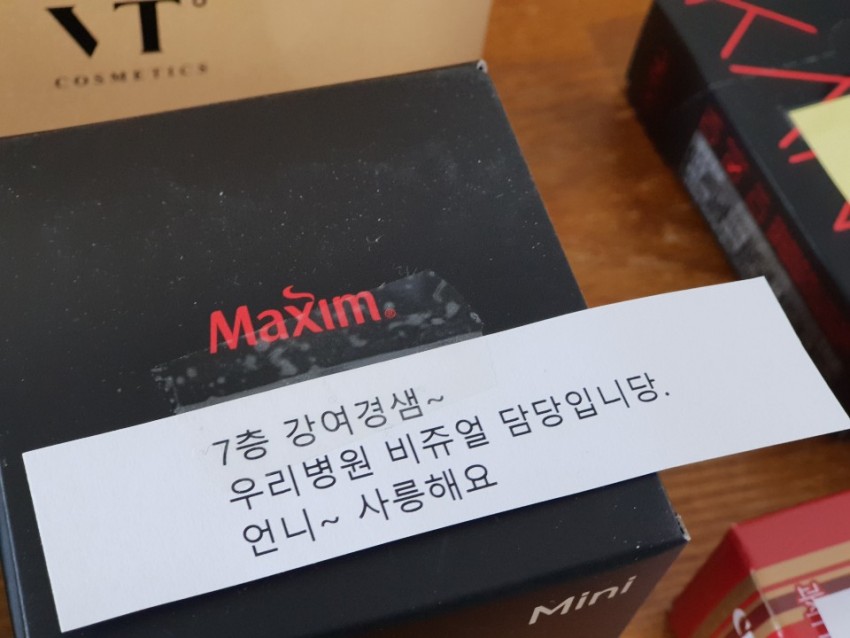 VT
COSMETICS
Maxim®
7층 강여경샘~
우리병원 비쥬얼 담당입니당.
언니~ 사릉해요
Mini